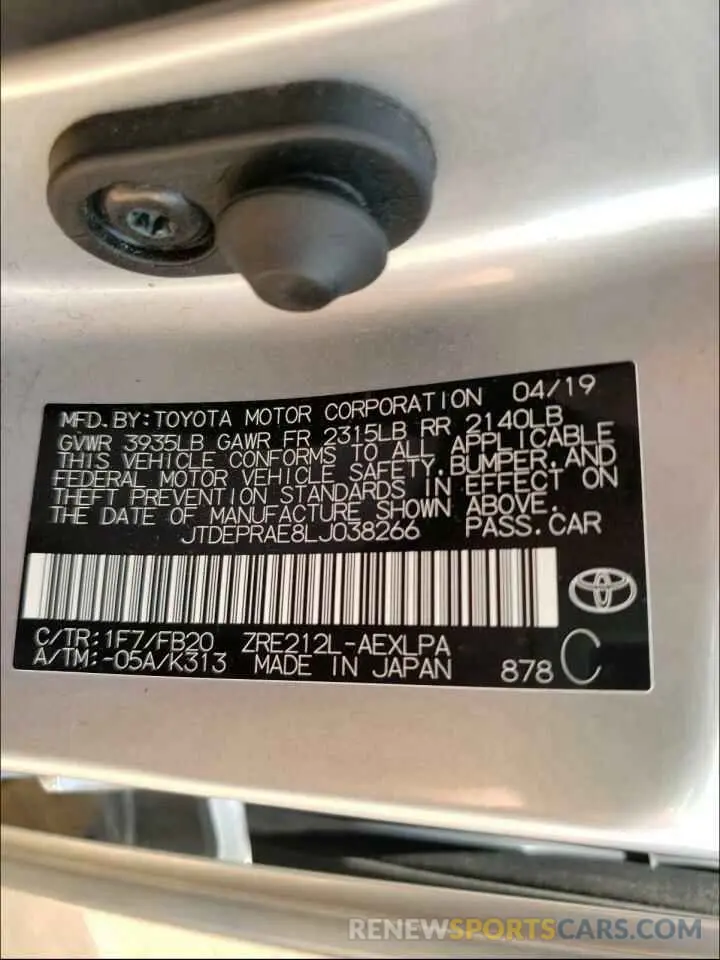 MFD. BY: TOYOTA MOTOR CORPORATION 04/19
GVWR 3935LB GAWR FR 2315LB RR 2140LB
THIS VEHICLE CONFORMS TO ALL APPLICABLE
FEDERAL MOTOR VEHICLE SAFETY, BUMPER, AND
THEFT PREVENTION STANDARDS IN EFFECT ON
THE DATE OF MANUFACTURE SHOWN ABOVE.
JTDEPRAE8LJ038266 PASS. CAR
C/TR: 1F7/FB20 ZRE212L-AEXLPA
A/TM: -05A/K313 MADE IN JAPAN 878 C
RENEWSPORTSCARS.COM